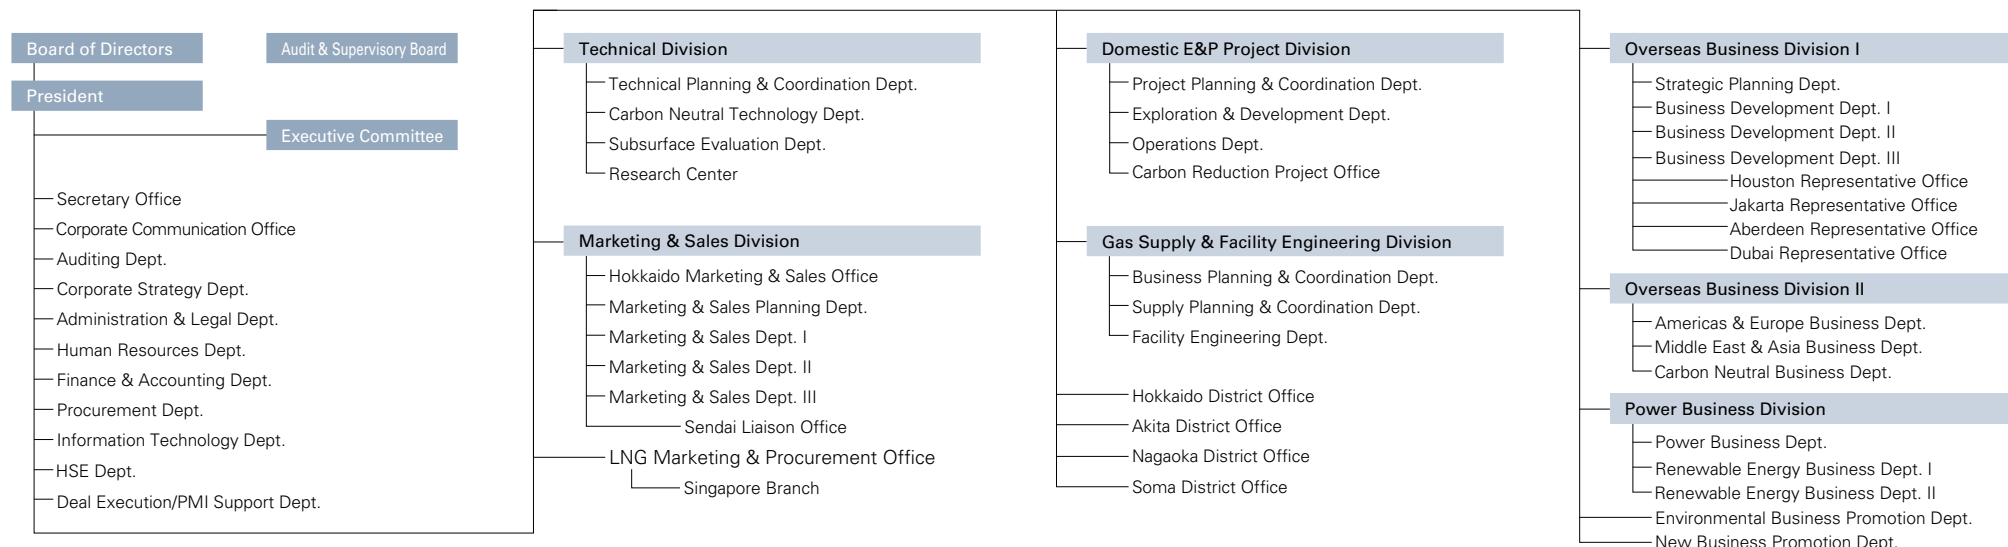 Board of Directors
Audit & Supervisory Board
President
Executive Committee
Secretary Office
Corporate Communication Office
Auditing Dept.
Corporate Strategy Dept.
Administration & Legal Dept.
Human Resources Dept.
Finance & Accounting Dept.
Procurement Dept.
Information Technology Dept.
HSE Dept.
Deal Execution/PMI Support Dept.
Technical Division
Technical Planning & Coordination Dept.
Carbon Neutral Technology Dept.
Subsurface Evaluation Dept.
Research Center
Marketing & Sales Division
Hokkaido Marketing & Sales Office
Marketing & Sales Planning Dept.
Marketing & Sales Dept. I
Marketing & Sales Dept. II
Marketing & Sales Dept. III
Sendai Liaison Office
LNG Marketing & Procurement Office
Singapore Branch
Domestic E&P Project Division
Project Planning & Coordination Dept.
Exploration & Development Dept.
Operations Dept.
Carbon Reduction Project Office
Gas Supply & Facility Engineering Division
Business Planning & Coordination Dept.
Supply Planning & Coordination Dept.
Facility Engineering Dept.
Hokkaido District Office
Akita District Office
Nagaoka District Office
Soma District Office
Overseas Business Division I
Strategic Planning Dept.
Business Development Dept. I
Business Development Dept. II
Business Development Dept. III
Houston Representative Office
Jakarta Representative Office
Aberdeen Representative Office
Dubai Representative Office
Overseas Business Division II
Americas & Europe Business Dept.
Middle East & Asia Business Dept.
Carbon Neutral Business Dept.
Power Business Division
Power Business Dept.
Renewable Energy Business Dept. I
Renewable Energy Business Dept. II
Environmental Business Promotion Dept.
New Business Promotion Dept.